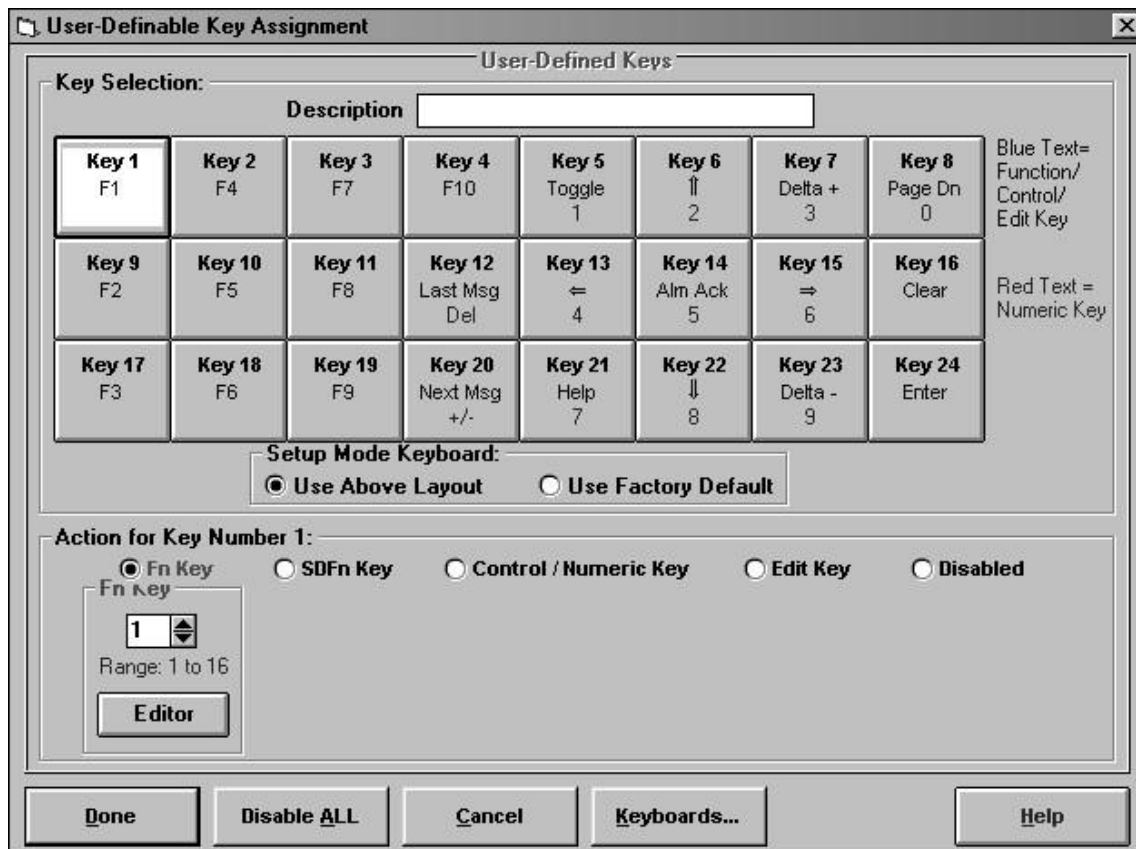 User-Definable Key Assignment
User-Defined Keys
Key Selection:
Description
Key 1
F1
Key 2
F4
Key 3
F7
Key 4
F10
Key 5
Toggle
1
Key 6
⇑
2
Key 7
Delta +
3
Key 8
Page Dn
0
Blue Text=
Function/
Control/
Edit Key
Key 9
F2
Key 10
F5
Key 11
F8
Key 12
Last Msg
Del
Key 13
⇐
4
Key 14
Alm Ack
5
Key 15
⇒
6
Key 16
Clear
Red Text =
Numeric Key
Key 17
F3
Key 18
F6
Key 19
F9
Key 20
Next Msg
+/-
Key 21
Help
7
Key 22
⇓
8
Key 23
Delta -
9
Key 24
Enter
Setup Mode Keyboard:
Use Above Layout
Use Factory Default
Action for Key Number 1:
Fn Key
SDFn Key
Control / Numeric Key
Edit Key
Disabled
Fn Key
1
Range: 1 to 16
Editor
Done
Disable ALL
Cancel
Keyboards...
Help